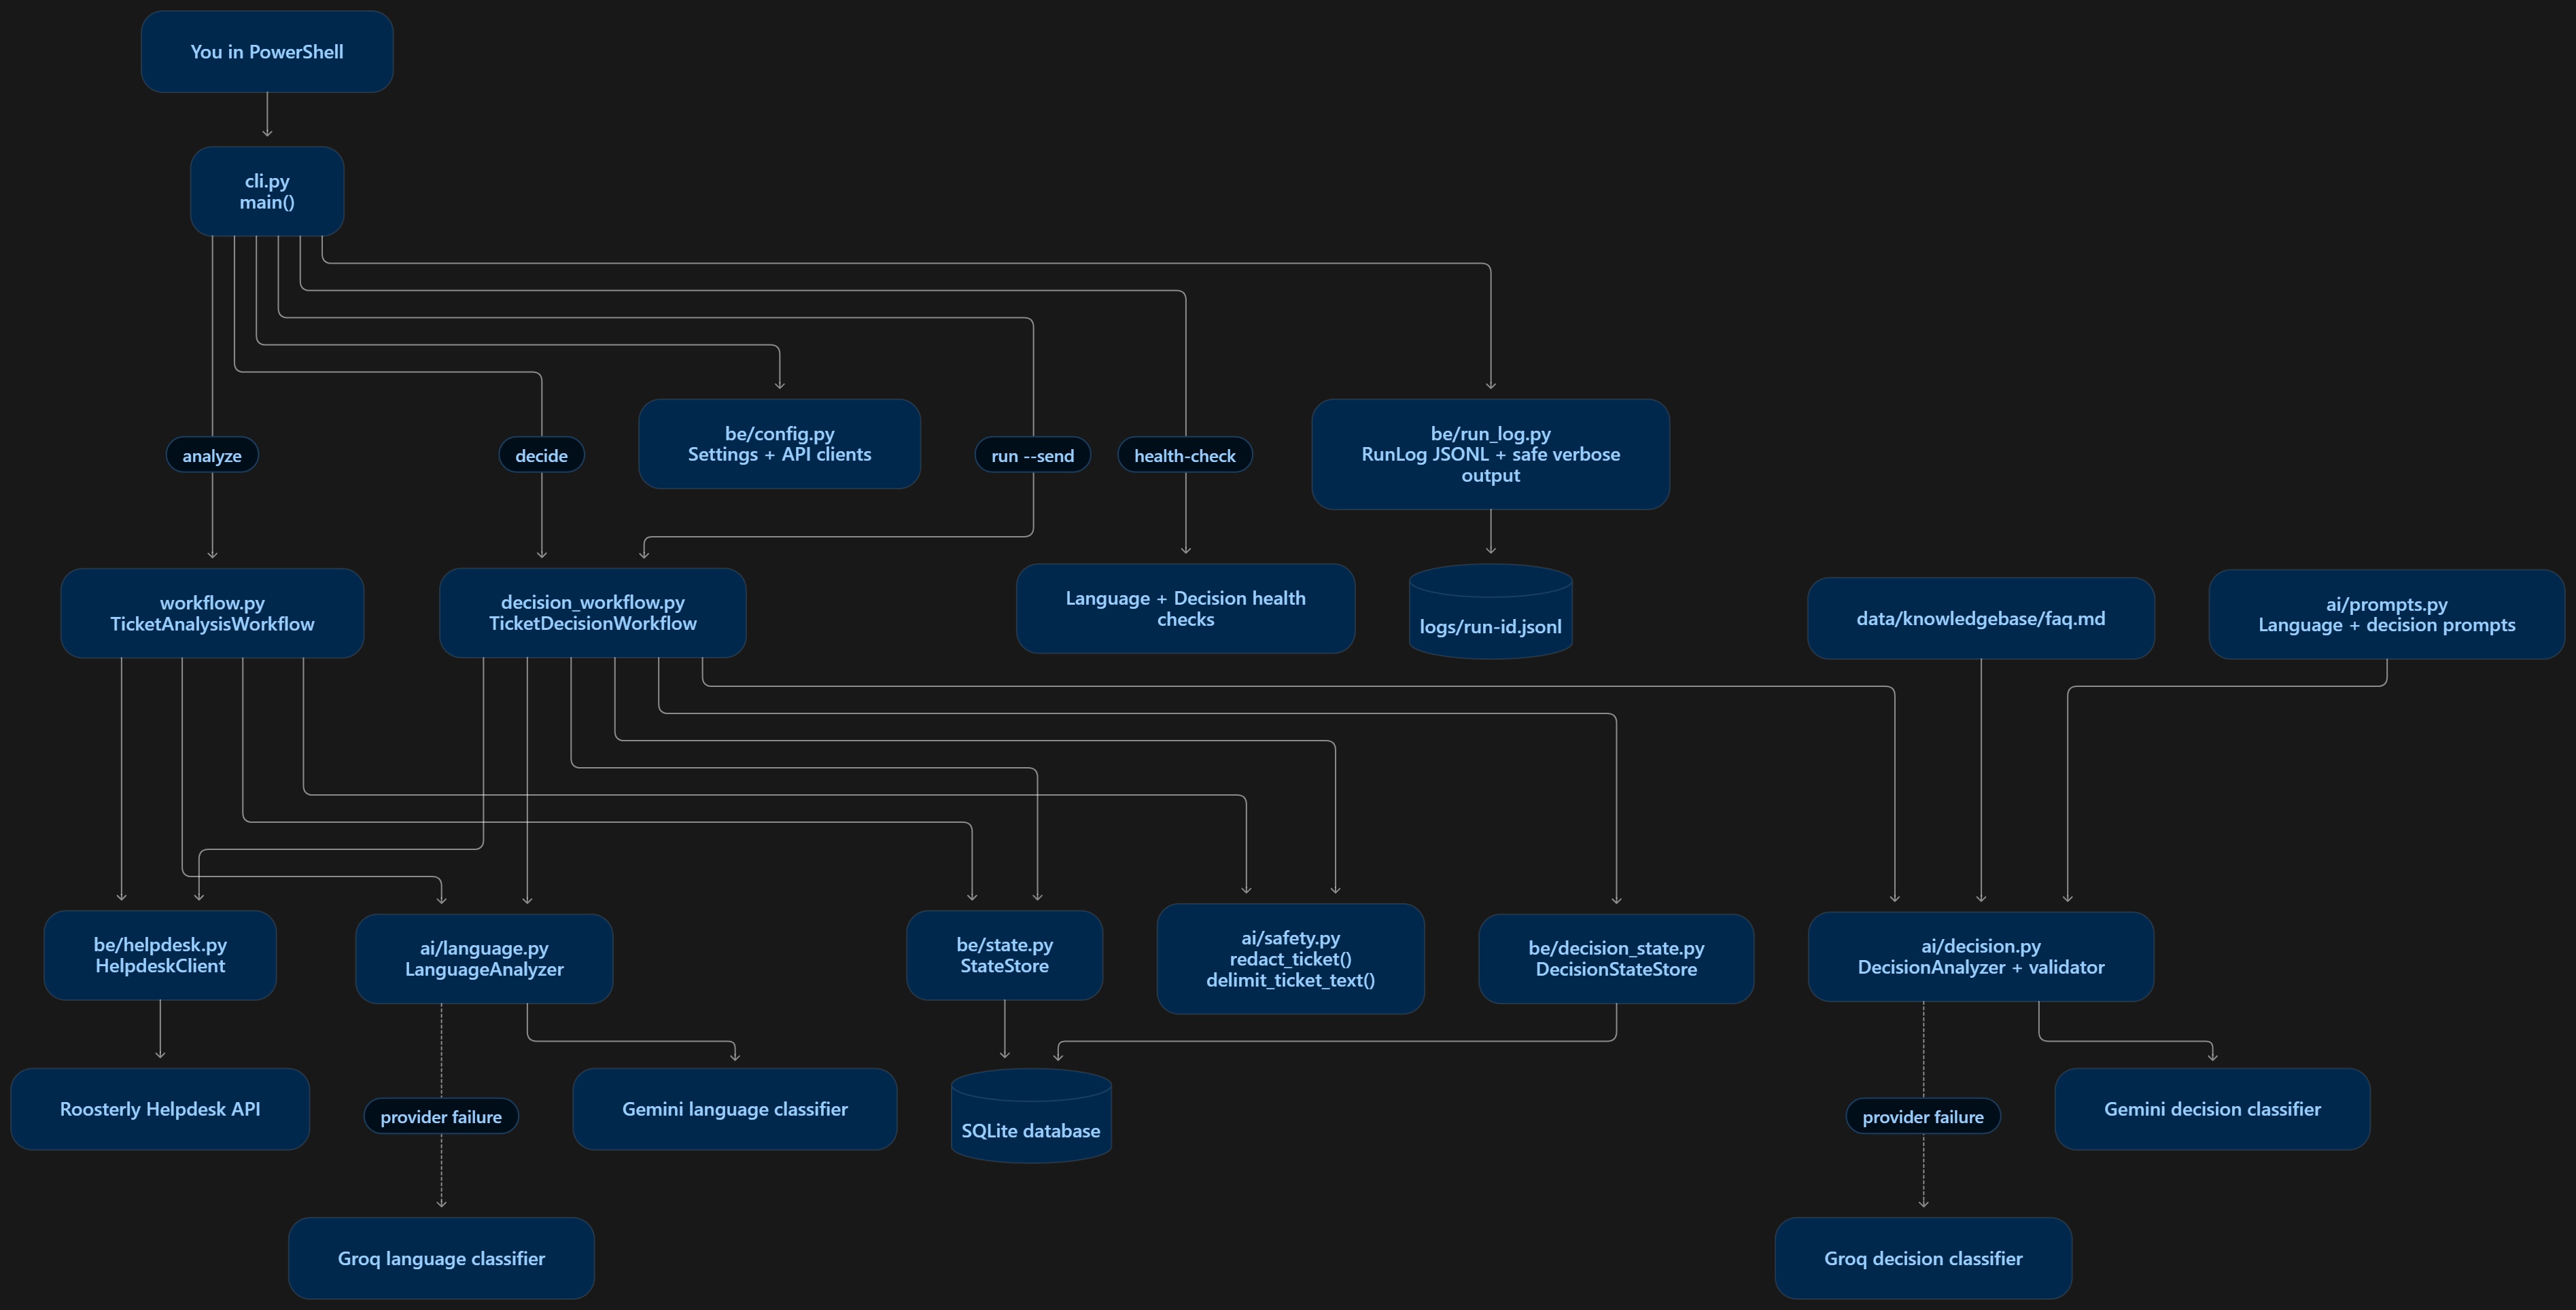 You in PowerShell
cli.py
main()
analyze
decide
be/config.py
Settings + API clients
run --send
health-check
be/run_log.py
RunLog JSONL + safe verbose
output
workflow.py
TicketAnalysisWorkflow
decision_workflow.py
TicketDecisionWorkflow
Language + Decision health
checks
logs/run-id.jsonl
data/knowledgebase/faq.md
ai/prompts.py
Language + decision prompts
be/helpdesk.py
HelpdeskClient
ai/language.py
LanguageAnalyzer
be/state.py
StateStore
ai/safety.py
redact_ticket()
delimit_ticket_text()
be/decision_state.py
DecisionStateStore
ai/decision.py
DecisionAnalyzer + validator
Roosterly Helpdesk API
provider failure
Gemini language classifier
SQLite database
provider failure
Gemini decision classifier
Groq language classifier
Groq decision classifier